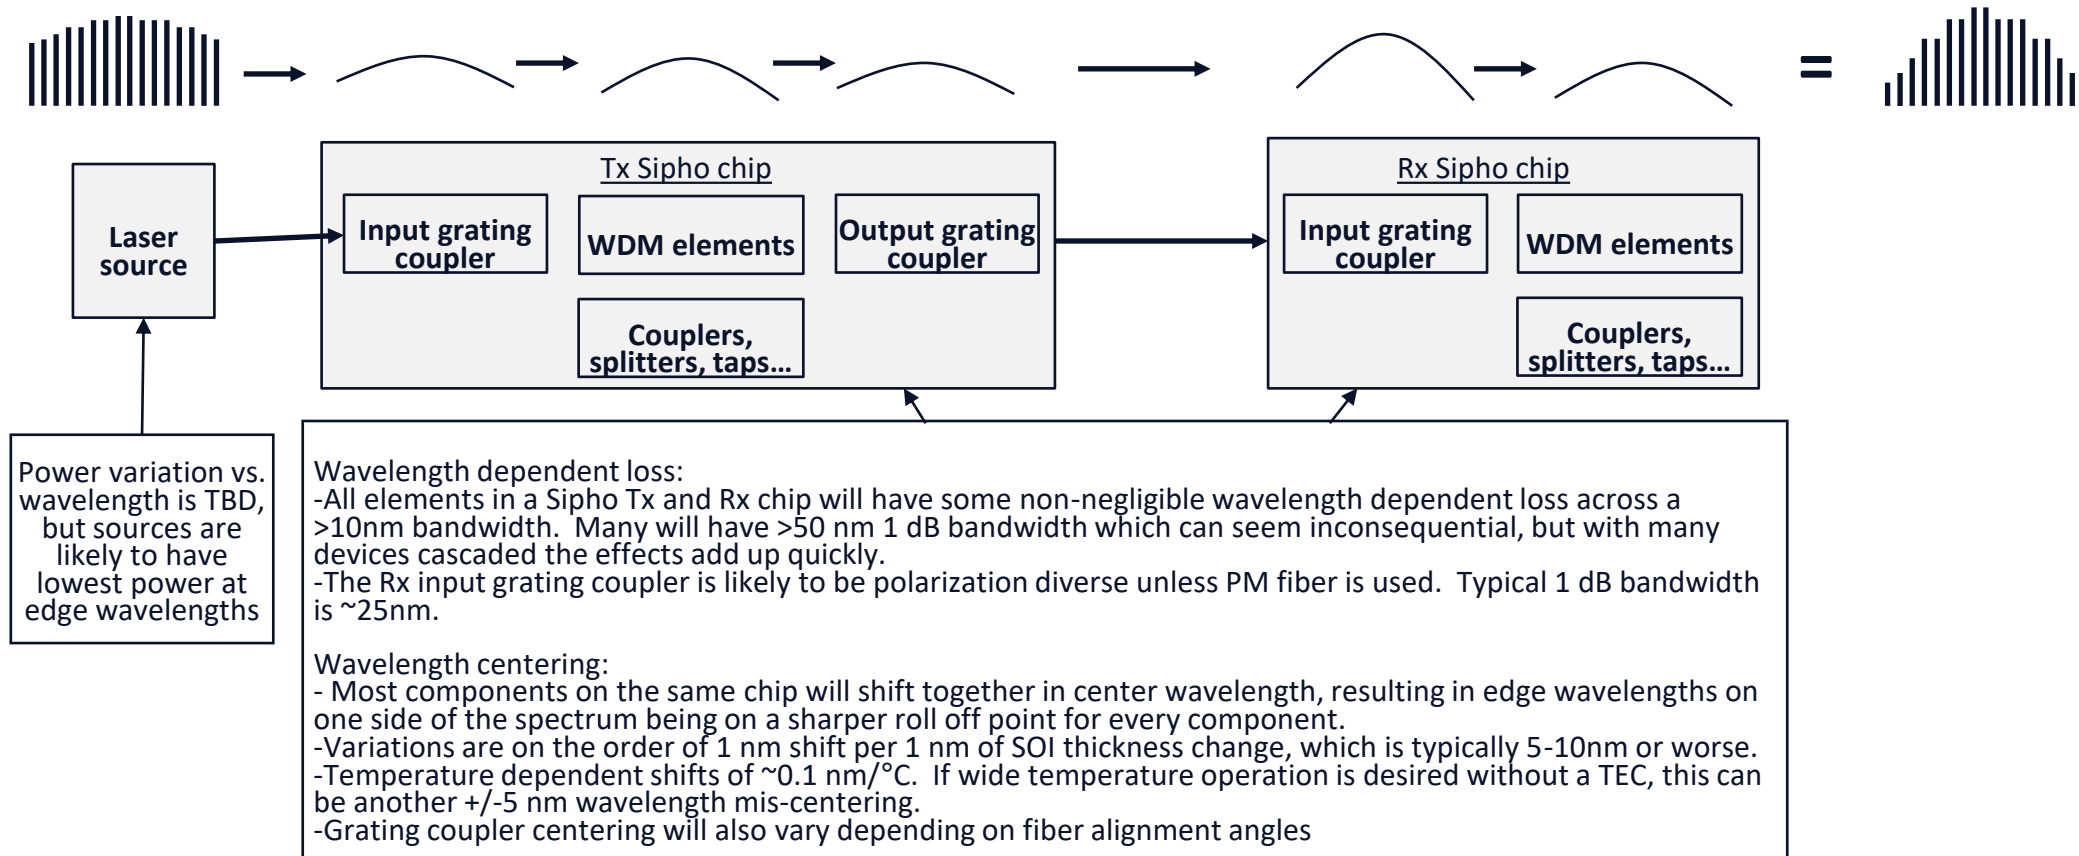 =
Tx Sipho chip
Rx Sipho chip
Laser
source
Input grating
coupler
WDM elements
Output grating
coupler
Couplers,
splitters, taps...
Input grating
coupler
WDM elements
Couplers,
splitters, taps...
Power variation vs.
wavelength is TBD,
but sources are
likely to have
lowest power at
edge wavelengths
Wavelength dependent loss:
-All elements in a Sipho Tx and Rx chip will have some non-negligible wavelength dependent loss across a
>10nm bandwidth.  Many will have >50 nm 1 dB bandwidth which can seem inconsequential, but with many
devices cascaded the effects add up quickly.
-The Rx input grating coupler is likely to be polarization diverse unless PM fiber is used.  Typical 1 dB bandwidth
is ~25nm.
Wavelength centering:
- Most components on the same chip will shift together in center wavelength, resulting in edge wavelengths on
one side of the spectrum being on a sharper roll off point for every component.
-Variations are on the order of 1 nm shift per 1 nm of SOI thickness change, which is typically 5-10nm or worse.
-Temperature dependent shifts of ~0.1 nm/°C.  If wide temperature operation is desired without a TEC, this can
be another +/-5 nm wavelength mis-centering.
-Grating coupler centering will also vary depending on fiber alignment angles